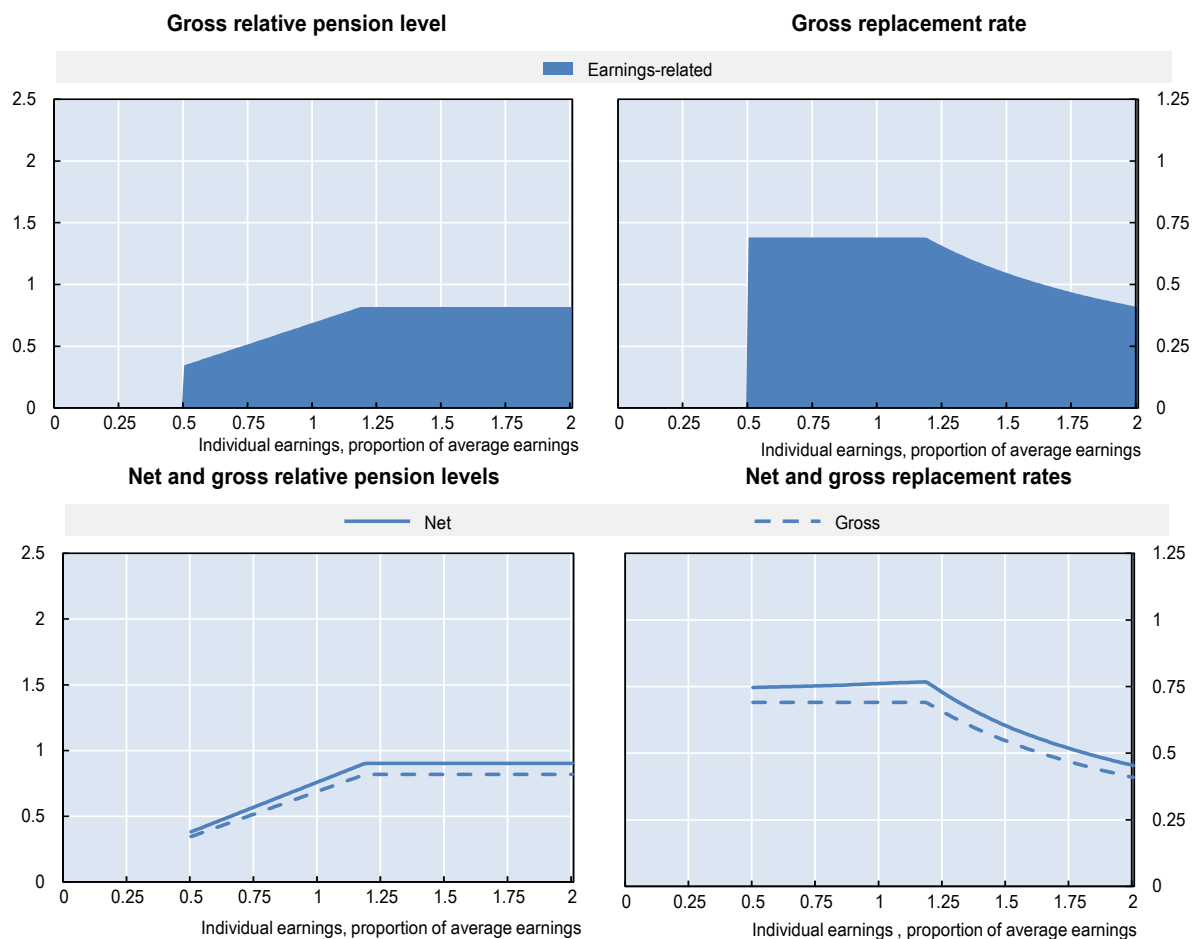 Gross relative pension level
Gross replacement rate
Earnings-related
2.5
2
1.5
1
0.5
0
0 0.25 0.5 0.75 1 1.25 1.5 1.75 2
Individual earnings, proportion of average earnings
1.25
1
0.75
0.5
0.25
0
0 0.25 0.5 0.75 1 1.25 1.5 1.75 2
Individual earnings, proportion of average earnings
Net and gross relative pension levels
Net and gross replacement rates
Net
Gross
2.5
2
1.5
1
0.5
0
0 0.25 0.5 0.75 1 1.25 1.5 1.75 2
Individual earnings, proportion of average earnings
1.25
1
0.75
0.5
0.25
0
0 0.25 0.5 0.75 1 1.25 1.5 1.75 2
Individual earnings , proportion of average earnings